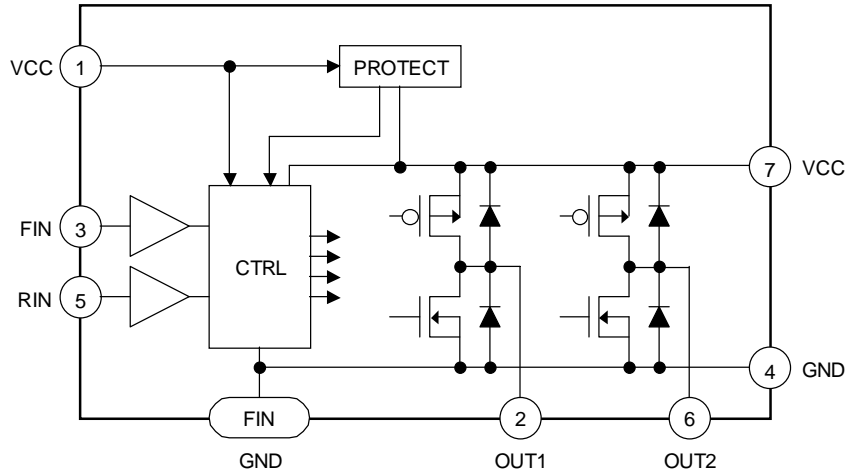 VCC 1
PROTECT
7 VCC
FIN 3
CTRL
RIN 5
4 GND
FIN
2
6
GND
OUT1
OUT2